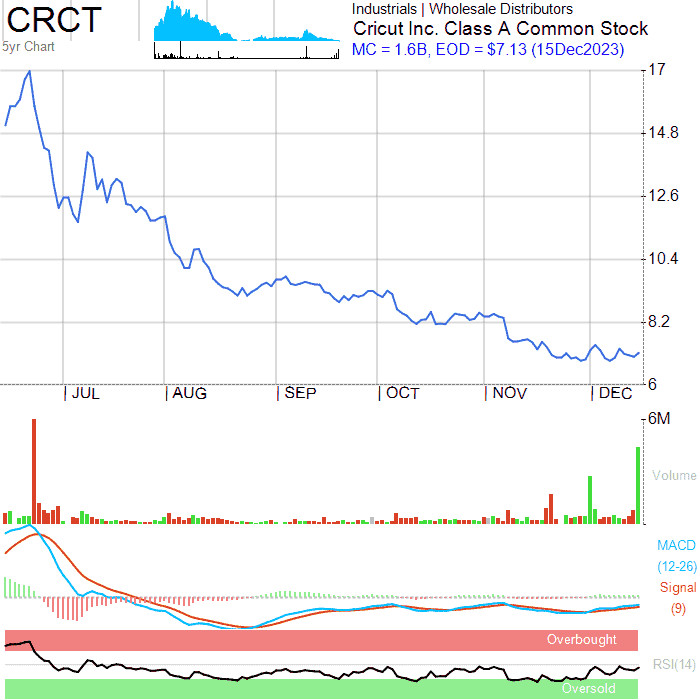 CRCT
5yr Chart
Industrials | Wholesale Distributors
Cricut Inc. Class A Common Stock
MC = 1.6B, EOD = $7.13 (15Dec2023)
17
14.8
12.6
10.4
8.2
6
JUL
AUG
SEP
OCT
NOV
DEC
6M
Volume
MACD
(12-26)
Signal
(9)
Overbought
RSI(14)
Oversold